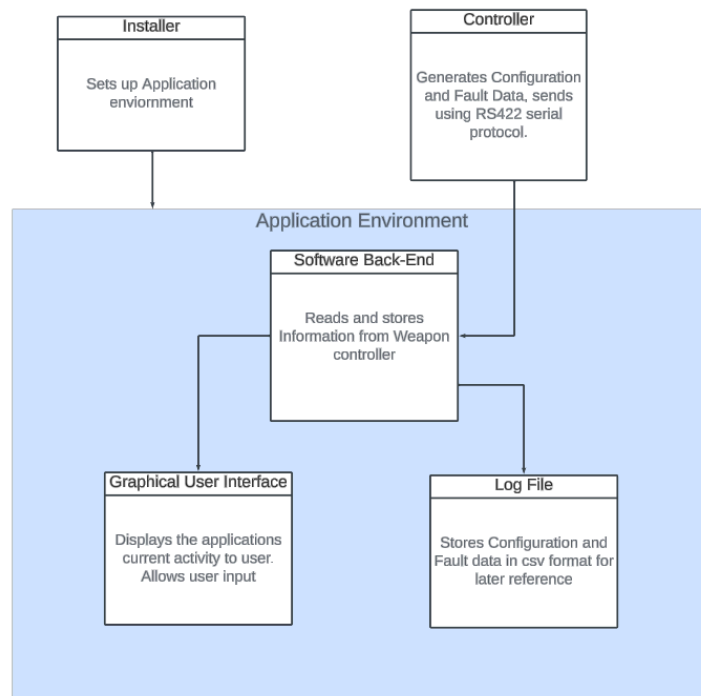 Installer
Sets up Application
enviornment
Controller
Generates Configuration
and Fault Data, sends
using RS422 serial
protocol.
Application Environment
Software Back-End
Reads and stores
Information from Weapon
controller
Graphical User Interface
Displays the applications
current activity to user.
Allows user input
Log File
Stores Configuration and
Fault data in csv format for
later reference